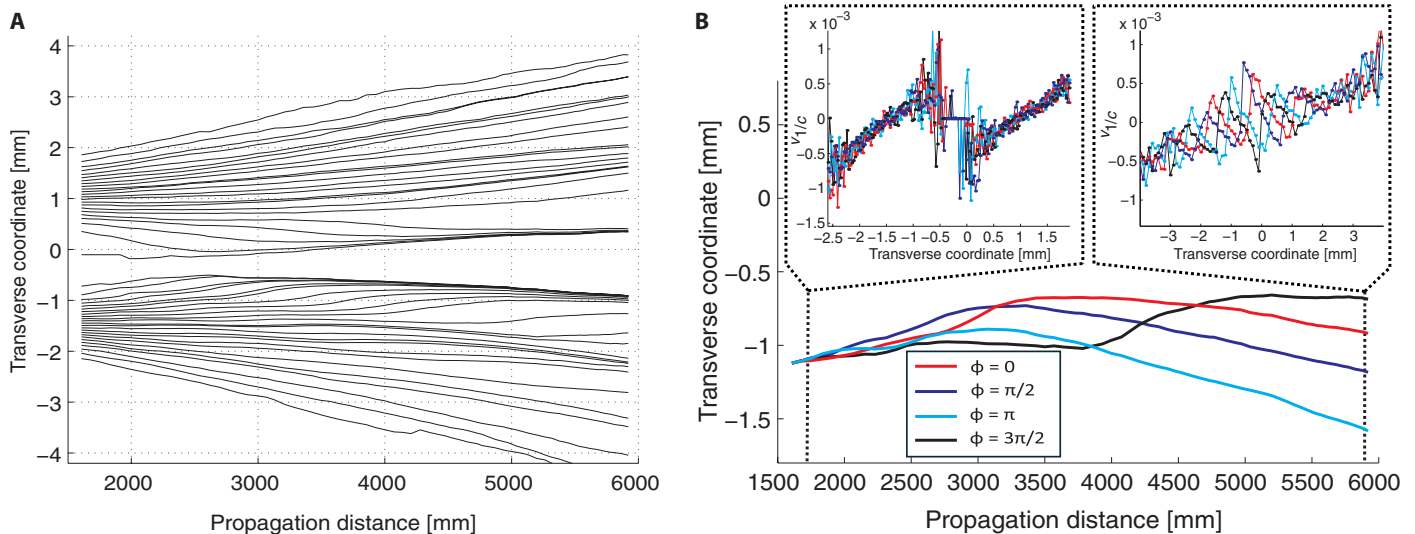 A
4
3
2
1
0
−1
−2
−3
−4
Transverse coordinate [mm]
2000 3000 4000 5000 6000
Propagation distance [mm]
B
x 10⁻³
1
0.5
0
−0.5
−1
−1.5
v1/c
−2.5 −2 −1.5 −1 −0.5 0 0.5 1 1.5
Transverse coordinate [mm]
x 10⁻³
1
0.5
0
−0.5
−1
v1/c
−3 −2 −1 0 1 2 3
Transverse coordinate [mm]
0.5
0
−0.5
−1
−1.5
Transverse coordinate [mm]
ϕ = 0
ϕ = π/2
ϕ = π
ϕ = 3π/2
1500 2000 2500 3000 3500 4000 4500 5000 5500 6000
Propagation distance [mm]